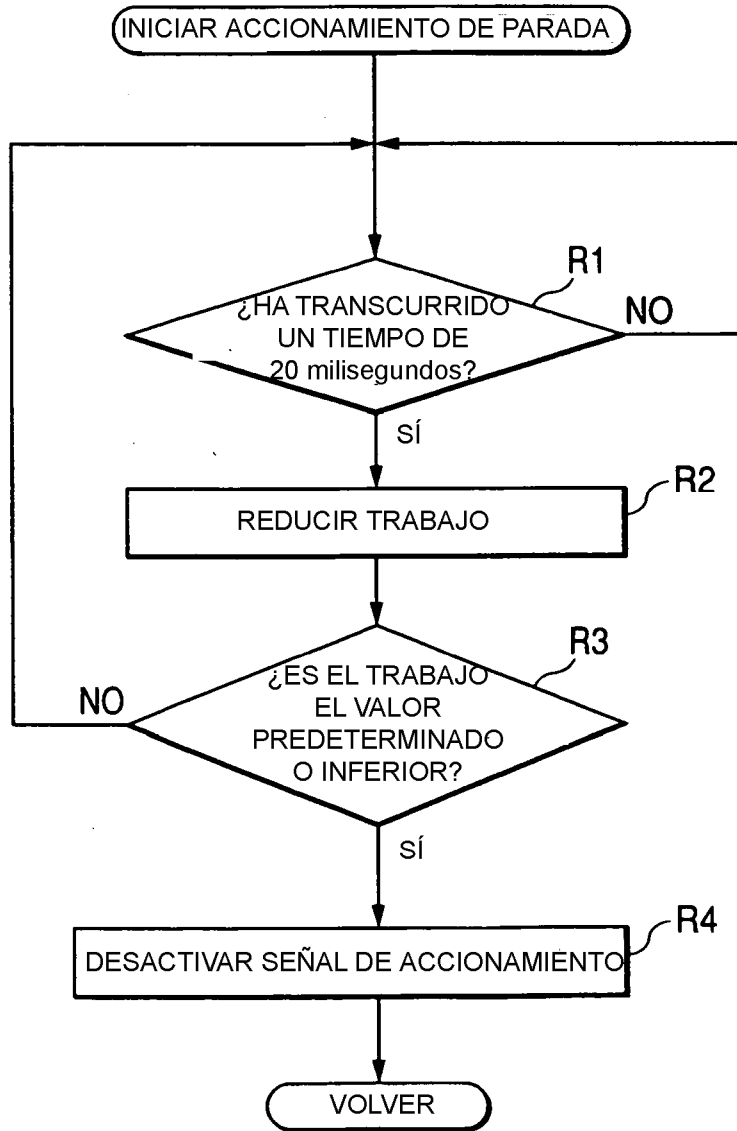 INICIAR ACCIONAMIENTO DE PARADA
R1
¿HA TRANSCURRIDO
UN TIEMPO DE
20 milisegundos?
NO
SÍ
R2
REDUCIR TRABAJO
R3
¿ES EL TRABAJO
EL VALOR
PREDETERMINADO
O INFERIOR?
NO
SÍ
R4
DESACTIVAR SEÑAL DE ACCIONAMIENTO
VOLVER